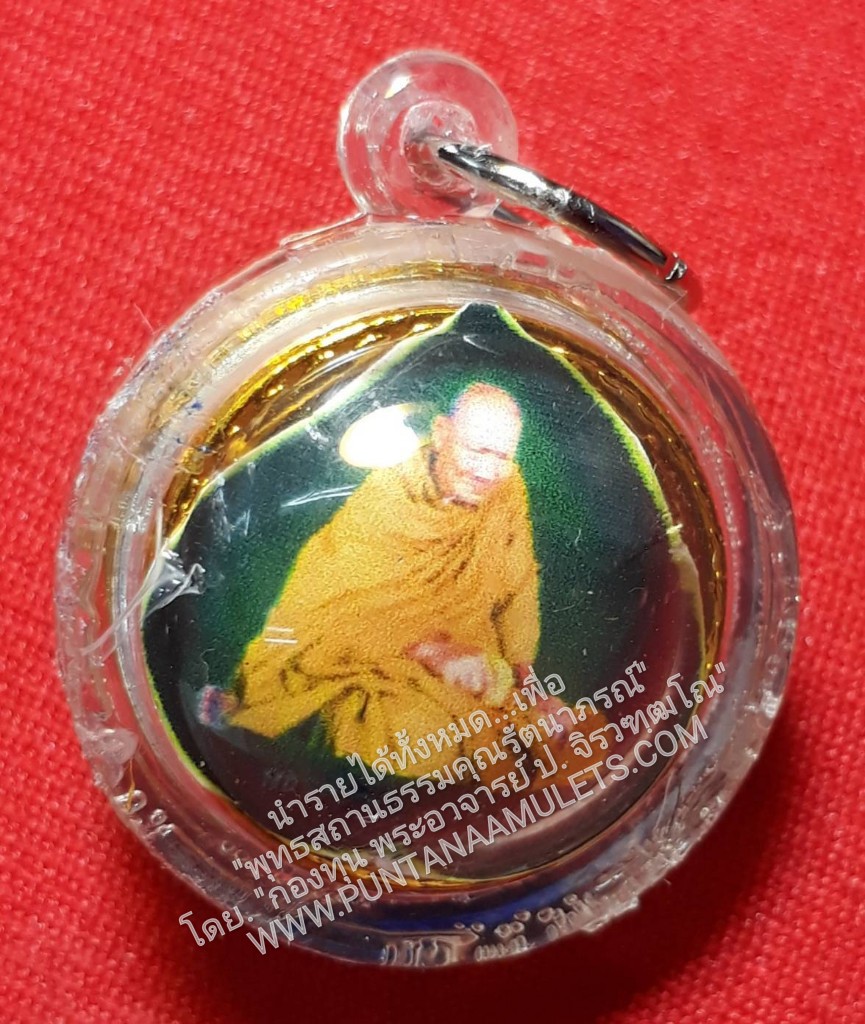 นำรายได้ทั้งหมด...เพื่อ
"พุทธสถานธรรมคุณรัตนาภรณ์"
โดย.."กองทุน พระอาจารย์.ป. จิรวฑฺฒโณ"
WWW.PUNTANAAMULETS.COM